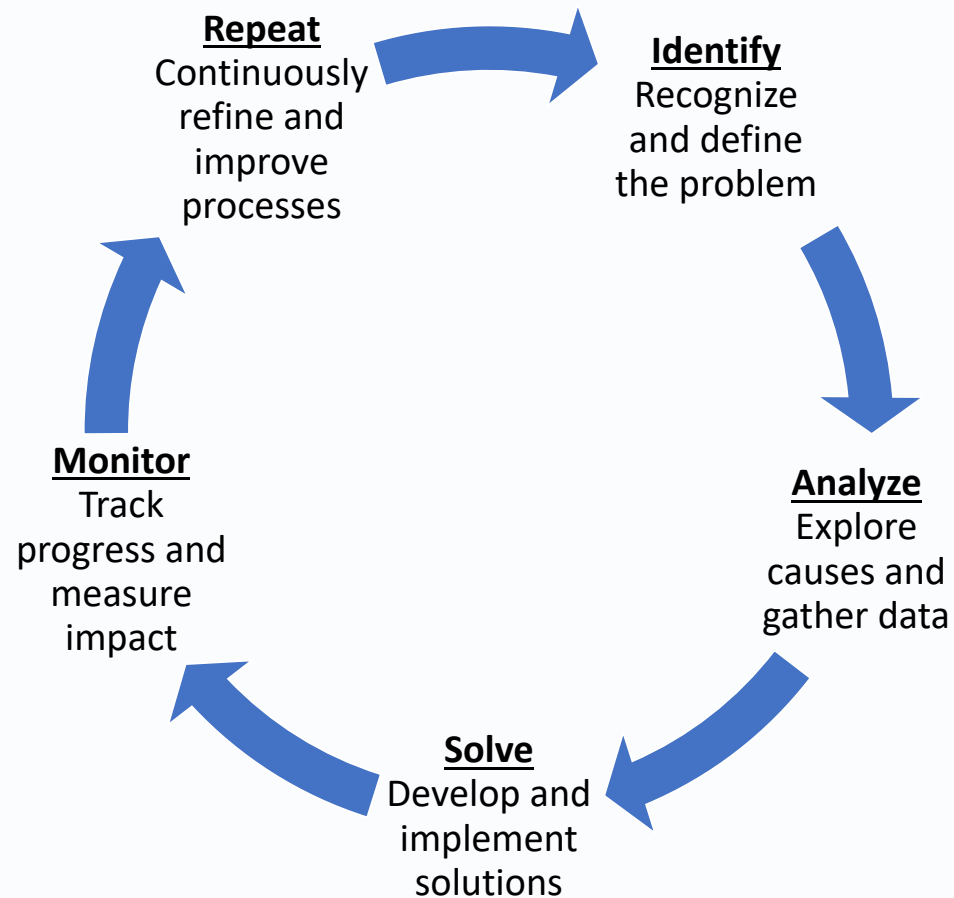 Repeat
Continuously
refine and
improve
processes
Identify
Recognize
and define
the problem
Analyze
Explore
causes and
gather data
Solve
Develop and
implement
solutions
Monitor
Track
progress and
measure
impact